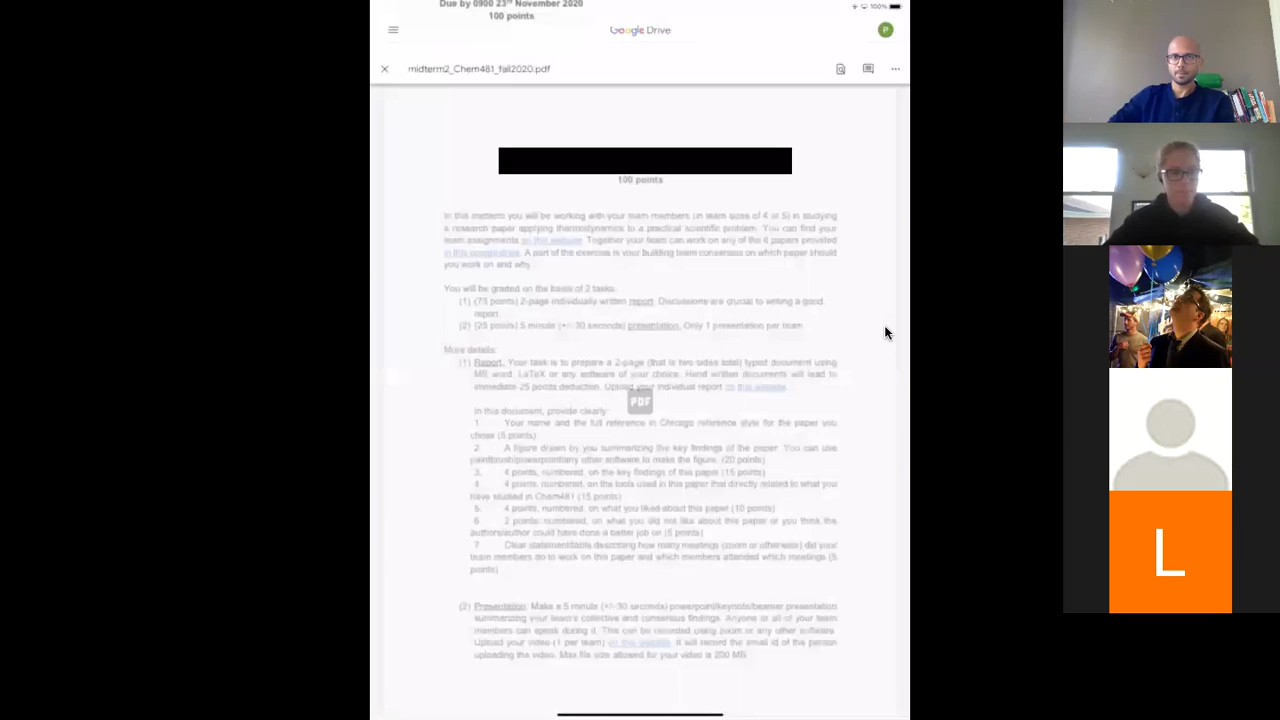 Due by 0900 23rd November 2020
100 points
100%
Google Drive
P
midterm2_Chem481_fall2020.pdf
100 points
In this midterm you will be working with your team members (in team sizes of 4 or 5) in studying
a research paper applying thermodynamics to a practical scientific problem. You can find your
team assignments on this website. Together your team can work on any of the 6 papers provided
in this compendium. A part of the exercise is your building team consensus on which paper should
you work on and why.
You will be graded on the basis of 2 tasks:
(1) (75 points) 2-page individually written report. Discussions are crucial to writing a good
report.
(2) (25 points) 5 minute (+/- 30 seconds) presentation. Only 1 presentation per team
More details:
(1) Report. Your task is to prepare a 2-page (that is two sides total) typed document using
MS word, LaTeX or any software of your choice. Hand written documents will lead to
immediate 25 points deduction. Upload your individual report on this website.
PDF
In this document, provide clearly:
1 Your name and the full reference in Chicago reference style for the paper you
chose (5 points)
2. A figure drawn by you summarizing the key findings of the paper. You can use
paintbrush/powerpoint/any other software to make the figure. (20 points)
3. 4 points, numbered, on the key findings of this paper (15 points)
4. 4 points, numbered, on the tools used in this paper that directly related to what you
have studied in Chem481 (15 points)
5. 4 points, numbered, on what you liked about this paper (10 points)
6 2 points, numbered, on what you did not like about this paper or you think the
authors/author could have done a better job on (5 points)
7 Clear statement/table describing how many meetings (zoom or otherwise) did your
team members do to work on this paper and which members attended which meetings (5
points)
(2) Presentation: Make a 5 minute (+/-30 seconds) powerpoint/keynote/beamer presentation
summarizing your team's collective and consensus findings. Anyone or all of your team
members can speak during it. This can be recorded using zoom or any other software.
Upload your video (1 per team) on this website. It will record the email id of the person
uploading the video. Max file size allowed for your video is 200 MB.
L